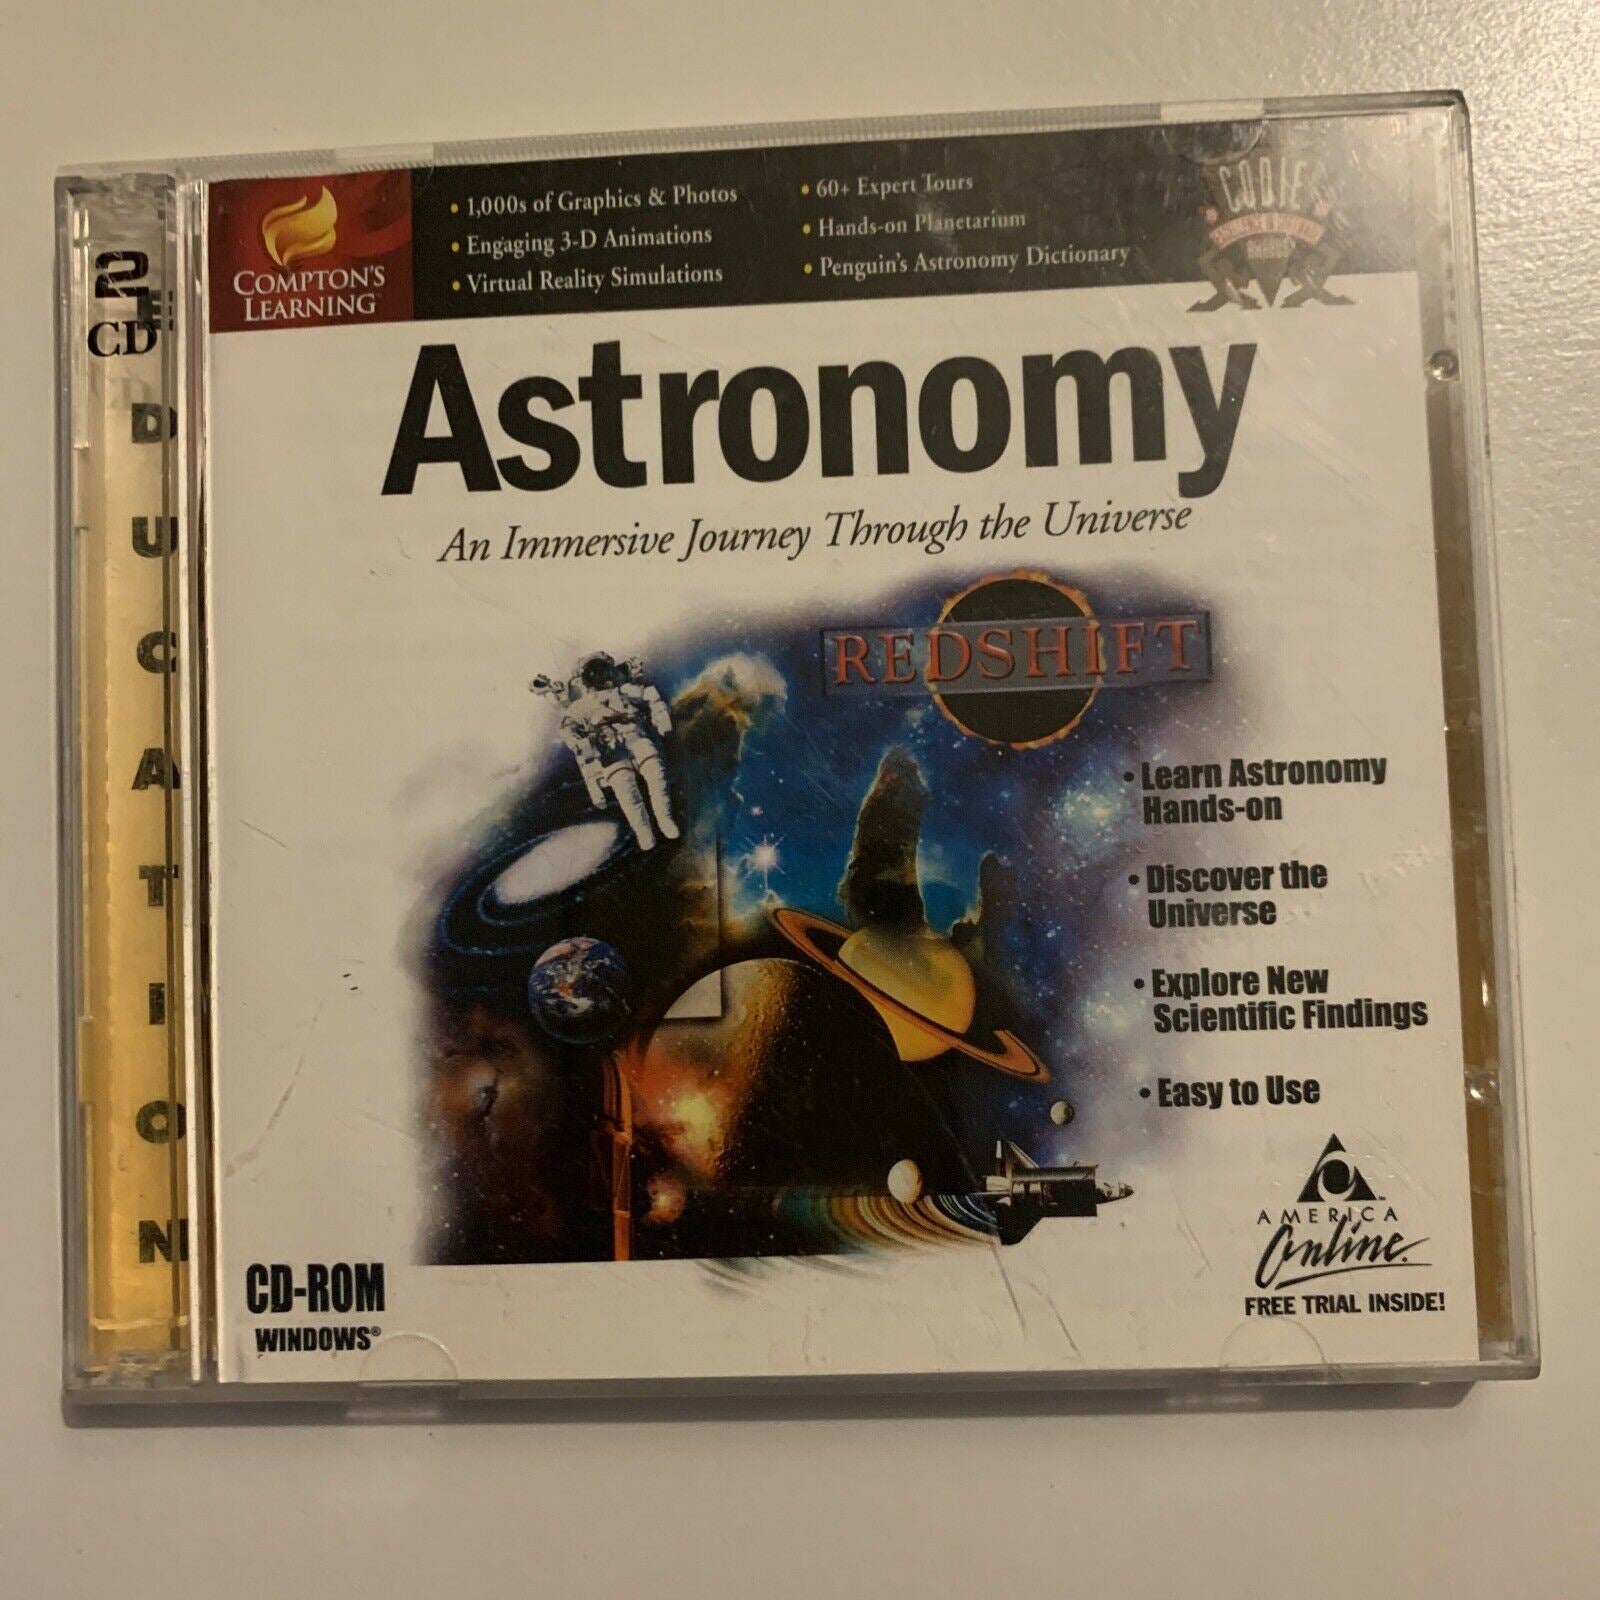 2
CD
EDUCATION
COMPTON'S
LEARNING
• 1,000s of Graphics & Photos
• Engaging 3-D Animations
• Virtual Reality Simulations
• 60+ Expert Tours
• Hands-on Planetarium
• Penguin's Astronomy Dictionary
CODIE
Astronomy
An Immersive Journey Through the Universe
REDSHIFT
• Learn Astronomy
Hands-on
• Discover the
Universe
• Explore New
Scientific Findings
• Easy to Use
CD-ROM
WINDOWS®
AMERICA
Online.
FREE TRIAL INSIDE!